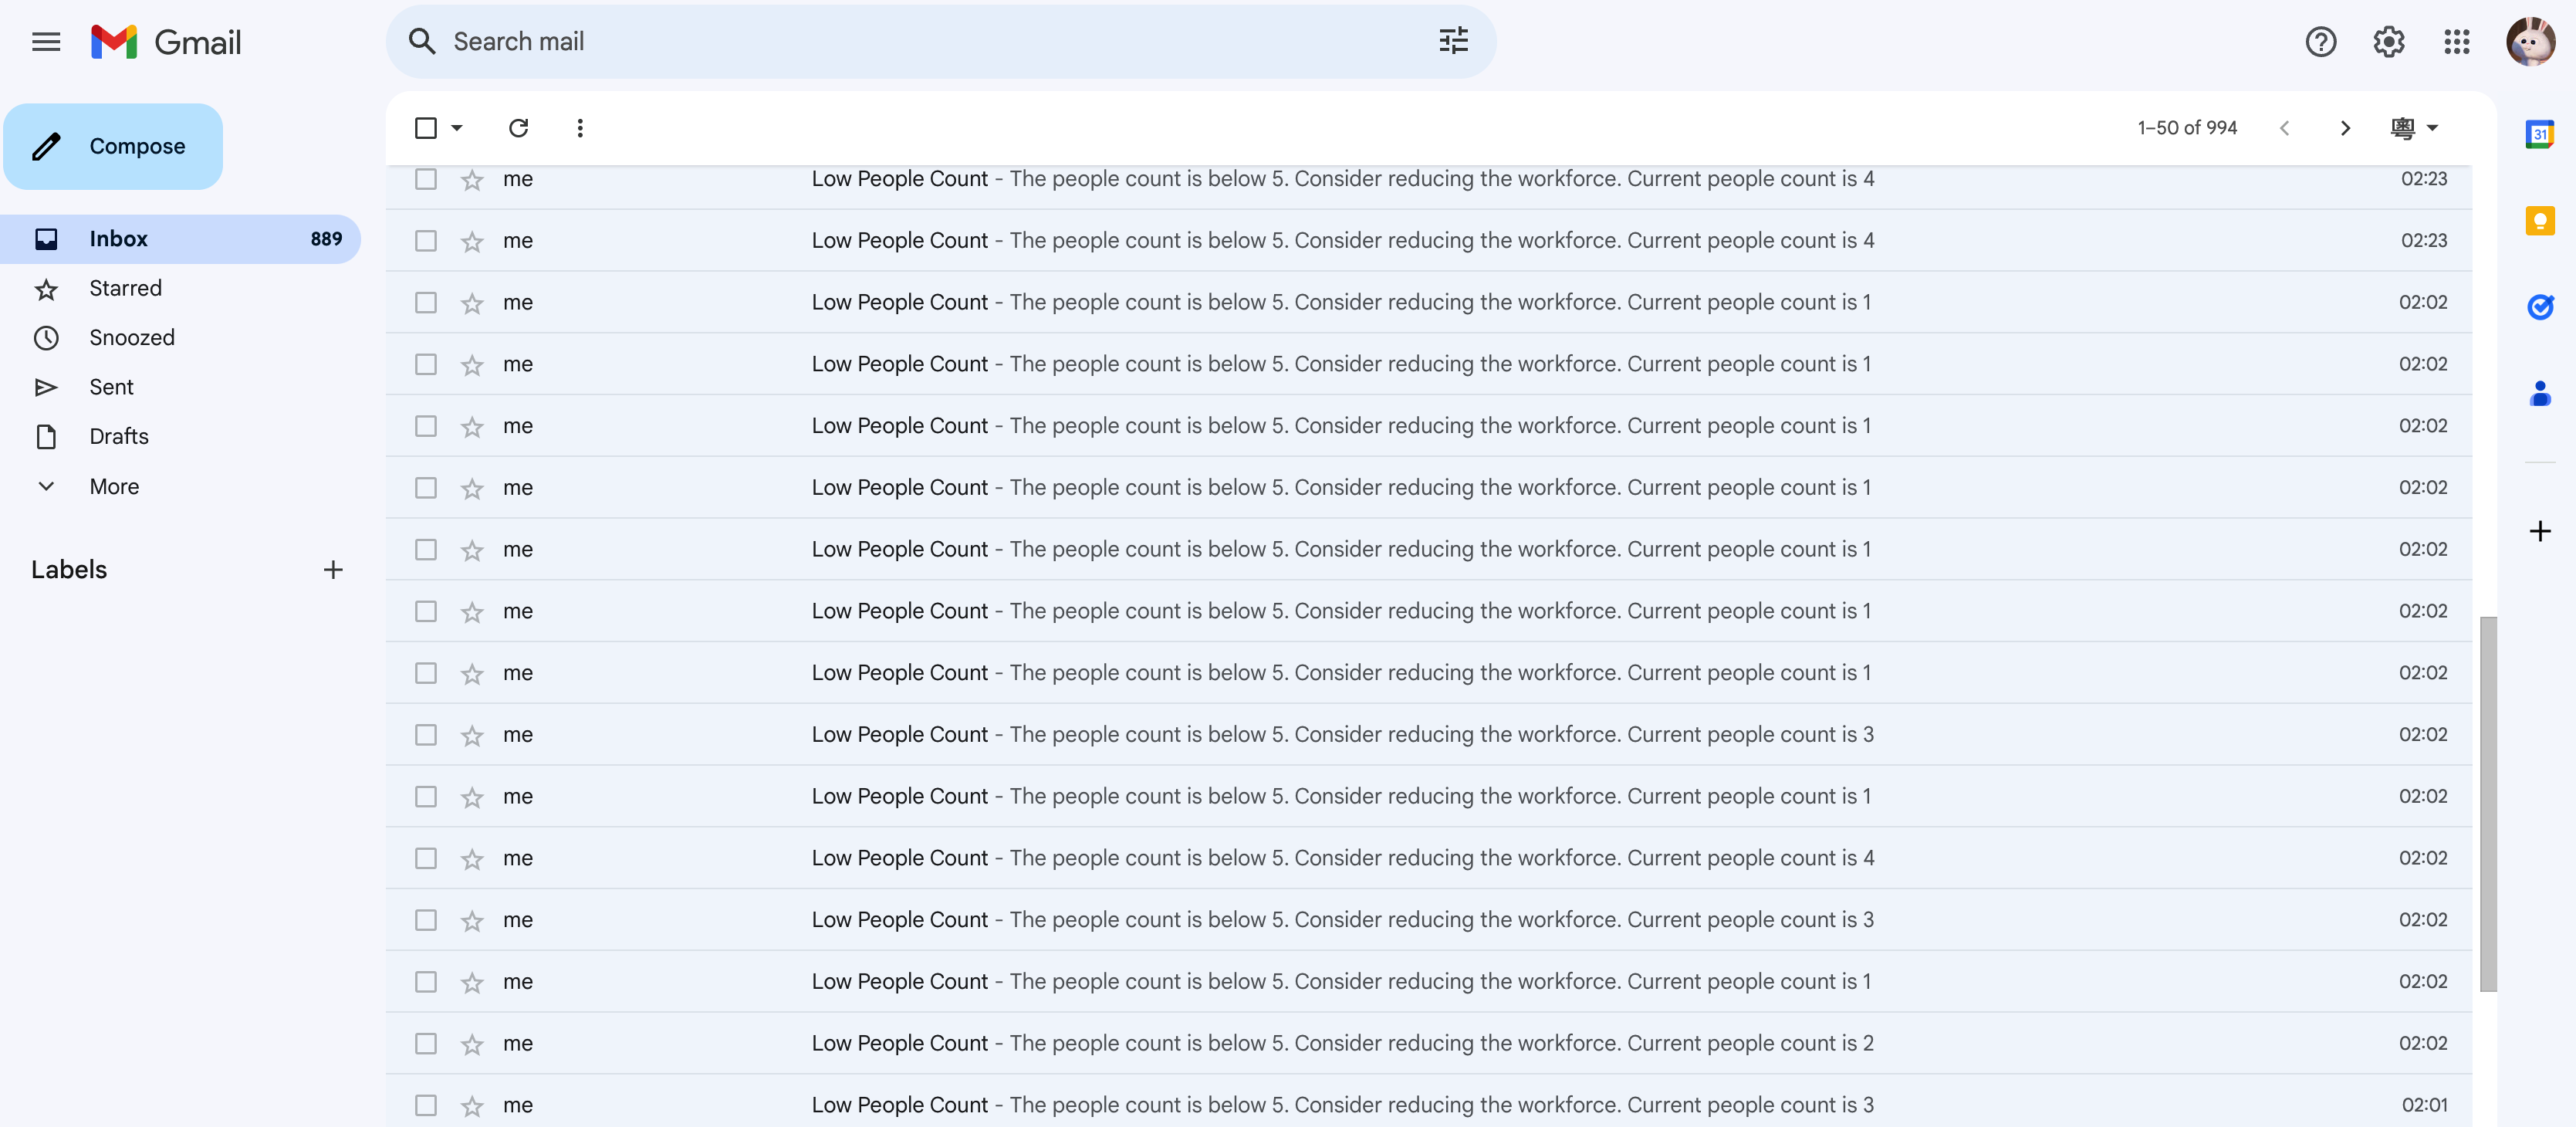 Gmail
Search mail
Compose
1–50 of 994
粵
31
Inbox 889
Starred
Snoozed
Sent
Drafts
More
Labels
me Low People Count - The people count is below 5. Consider reducing the workforce. Current people count is 4 02:23
me Low People Count - The people count is below 5. Consider reducing the workforce. Current people count is 4 02:23
me Low People Count - The people count is below 5. Consider reducing the workforce. Current people count is 1 02:02
me Low People Count - The people count is below 5. Consider reducing the workforce. Current people count is 1 02:02
me Low People Count - The people count is below 5. Consider reducing the workforce. Current people count is 1 02:02
me Low People Count - The people count is below 5. Consider reducing the workforce. Current people count is 1 02:02
me Low People Count - The people count is below 5. Consider reducing the workforce. Current people count is 1 02:02
me Low People Count - The people count is below 5. Consider reducing the workforce. Current people count is 1 02:02
me Low People Count - The people count is below 5. Consider reducing the workforce. Current people count is 1 02:02
me Low People Count - The people count is below 5. Consider reducing the workforce. Current people count is 3 02:02
me Low People Count - The people count is below 5. Consider reducing the workforce. Current people count is 1 02:02
me Low People Count - The people count is below 5. Consider reducing the workforce. Current people count is 4 02:02
me Low People Count - The people count is below 5. Consider reducing the workforce. Current people count is 3 02:02
me Low People Count - The people count is below 5. Consider reducing the workforce. Current people count is 1 02:02
me Low People Count - The people count is below 5. Consider reducing the workforce. Current people count is 2 02:02
me Low People Count - The people count is below 5. Consider reducing the workforce. Current people count is 3 02:01